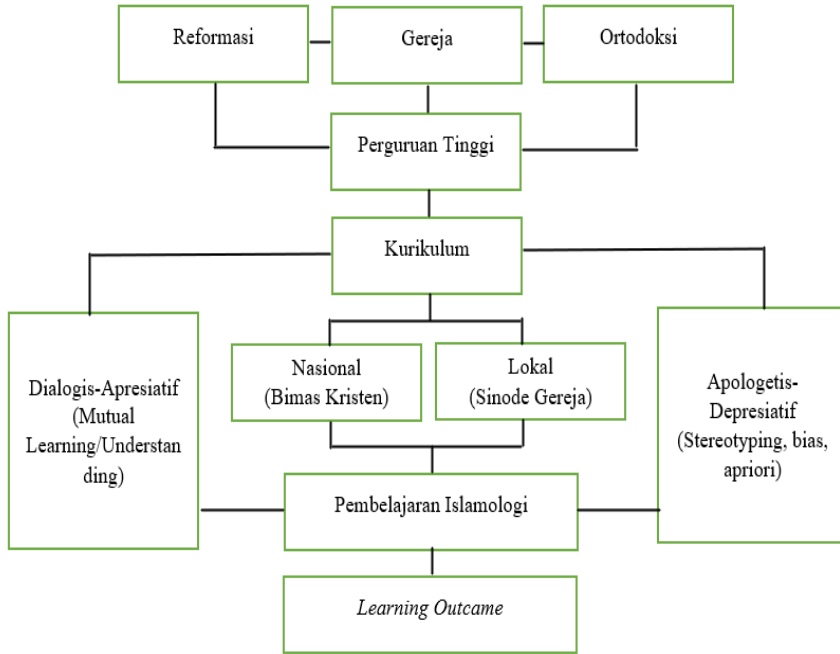 Reformasi
Gereja
Ortodoksi
Perguruan Tinggi
Kurikulum
Dialogis-Apresiatif
(Mutual
Learning/Understan
ding)
Nasional
(Bimas Kristen)
Lokal
(Sinode Gereja)
Apologetis-
Depresiatif
(Stereotyping, bias,
apriori)
Pembelajaran Islamologi
Learning Outcame